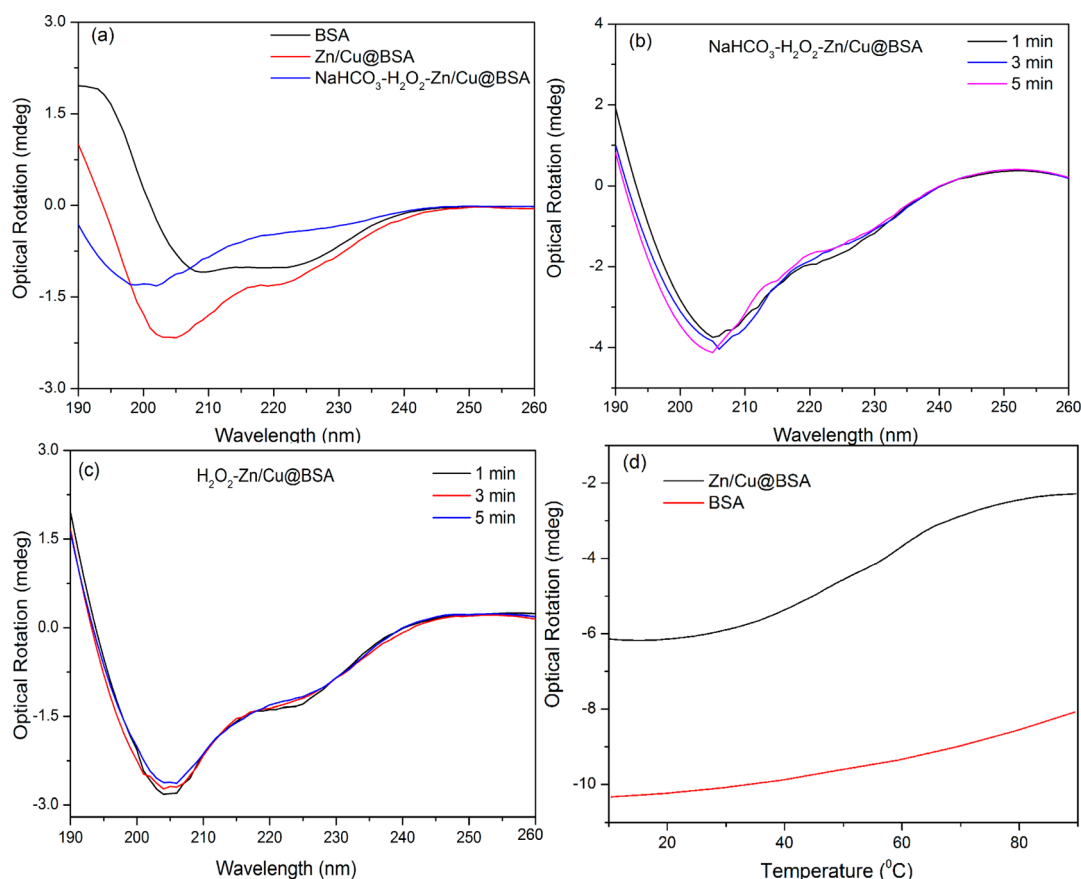 (a)
BSA
Zn/Cu@BSA
NaHCO₃-H₂O₂-Zn/Cu@BSA
3.0
1.5
0.0
-1.5
-3.0
Optical Rotation (mdeg)
190 200 210 220 230 240 250 260
Wavelength (nm)
(b)
NaHCO₃-H₂O₂-Zn/Cu@BSA
1 min
3 min
5 min
4
2
0
-2
-4
Optical Rotation (mdeg)
190 200 210 220 230 240 250 260
Wavelength (nm)
(c)
H₂O₂-Zn/Cu@BSA
1 min
3 min
5 min
3.0
1.5
0.0
-1.5
-3.0
Optical Rotation (mdeg)
190 200 210 220 230 240 250 260
Wavelength (nm)
(d)
Zn/Cu@BSA
BSA
-2
-4
-6
-8
-10
Optical Rotation (mdeg)
20 40 60 80
Temperature (⁰C)